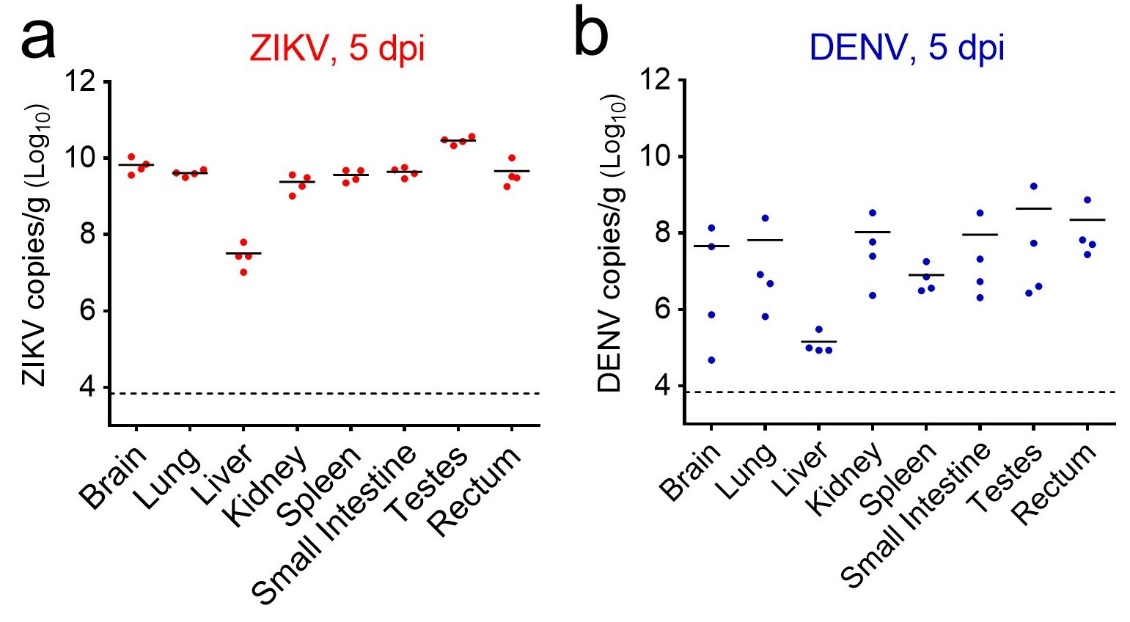 a
ZIKV, 5 dpi
ZIKV copies/g (Log10)
12
10
8
6
4
Brain
Lung
Liver
Kidney
Spleen
Small Intestine
Testes
Rectum
b
DENV, 5 dpi
DENV copies/g (Log10)
12
10
8
6
4
Brain
Lung
Liver
Kidney
Spleen
Small Intestine
Testes
Rectum